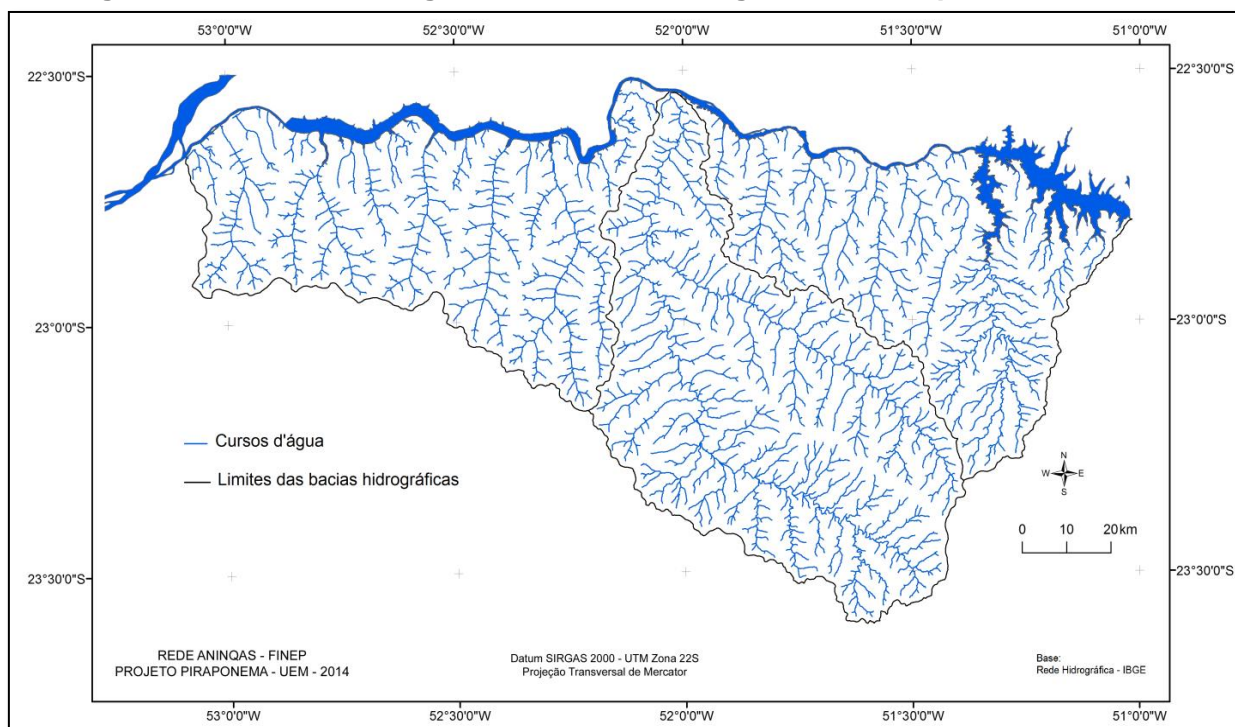 53°0'0"W 52°30'0"W 52°0'0"W 51°30'0"W 51°0'0"W
22°30'0"S 22°30'0"S
23°0'0"S 23°0'0"S
Cursos d'água
Limites das bacias hidrográficas
N
W E
S
0 10 20km
23°30'0"S 23°30'0"S
REDE ANINQAS - FINEP
PROJETO PIRAPONEMA - UEM - 2014
Datum SIRGAS 2000 - UTM Zona 22S
Projeção Transversal de Mercator
Base:
Rede Hidrográfica - IBGE
53°0'0"W 52°30'0"W 52°0'0"W 51°30'0"W 51°0'0"W